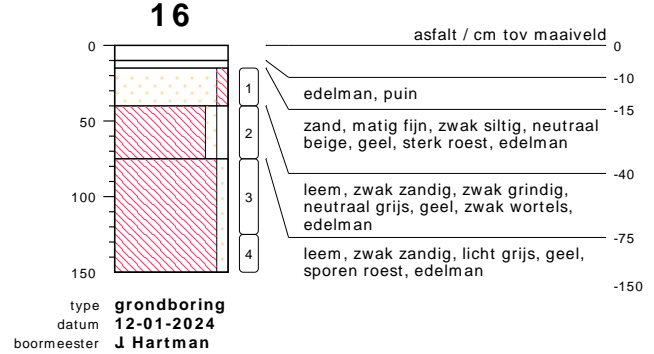 16
asfalt / cm tov maaiveld
0
0
-10
edelman, puin
-15
1
zand, matig fijn, zwak siltig, neutraal
beige, geel, sterk roest, edelman
50
2
-40
leem, zwak zandig, zwak grindig,
neutraal grijs, geel, zwak wortels,
edelman
100
3
-75
leem, zwak zandig, licht grijs, geel,
sporen roest, edelman
4
150
-150
type grondboring
datum 12-01-2024
boormeester J. Hartman